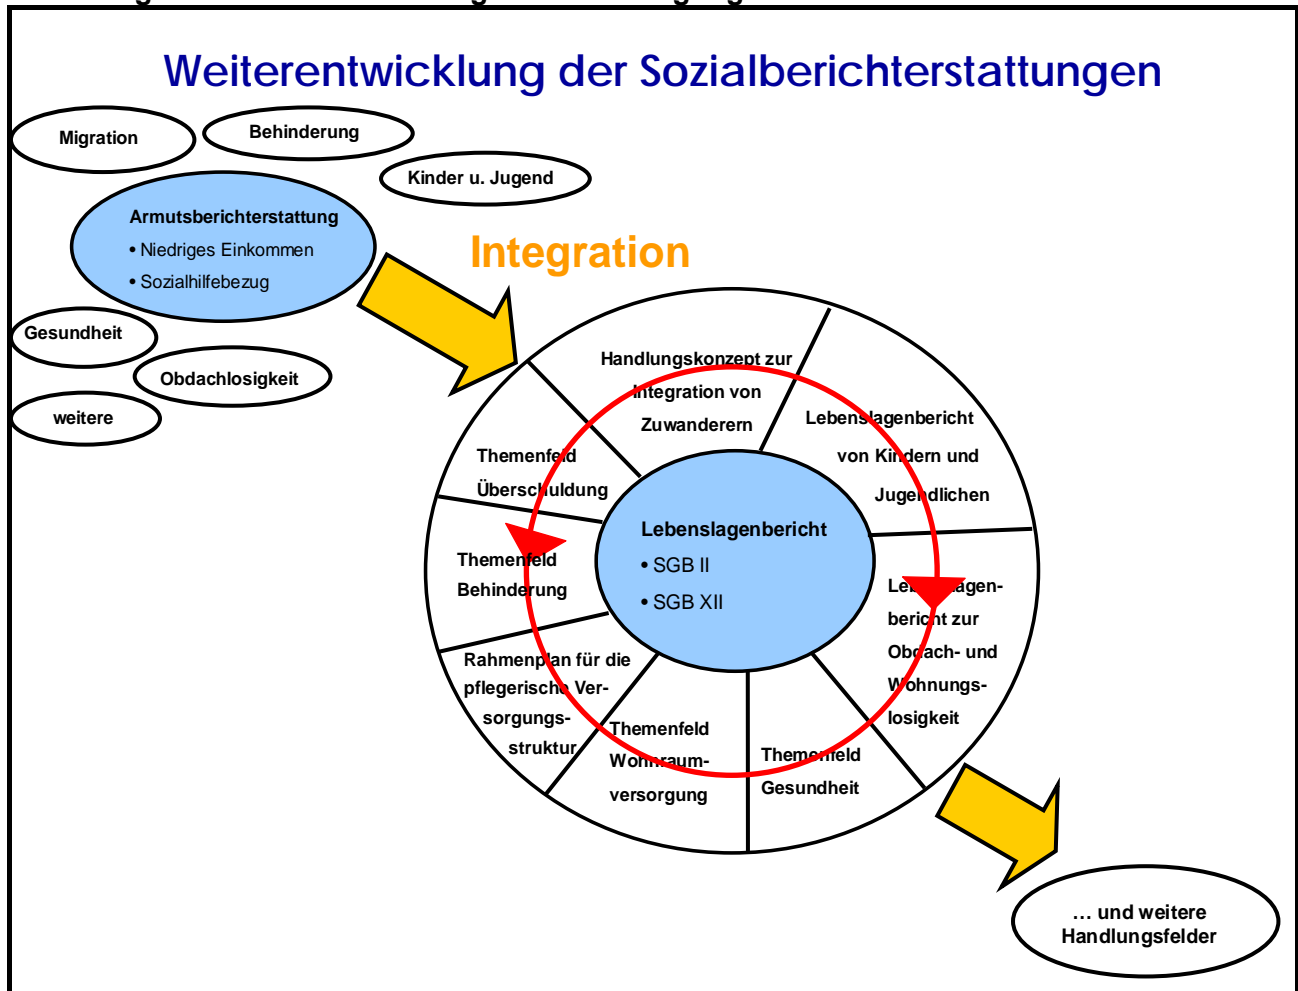 Weiterentwicklung der Sozialberichterstattungen
Migration
Behinderung
Kinder u. Jugend
Armutsberichterstattung
• Niedriges Einkommen
• Sozialhilfebezug
Integration
Gesundheit
Obdachlosigkeit
weitere
Handlungskonzept zur
Integration von
Zuwanderern
Lebenslagenbericht
von Kindern und
Jugendlichen
Themenfeld
Überschuldung
Lebenslagenbericht
• SGB II
• SGB XII
Themenfeld
Behinderung
Lebenslagen-
bericht zur
Obdach- und
Wohnungs-
losigkeit
Rahmenplan für die
pflegerische Ver-
sorgungs-
struktur
Themenfeld
Wohnraum-
versorgung
Themenfeld
Gesundheit
… und weitere
Handlungsfelder